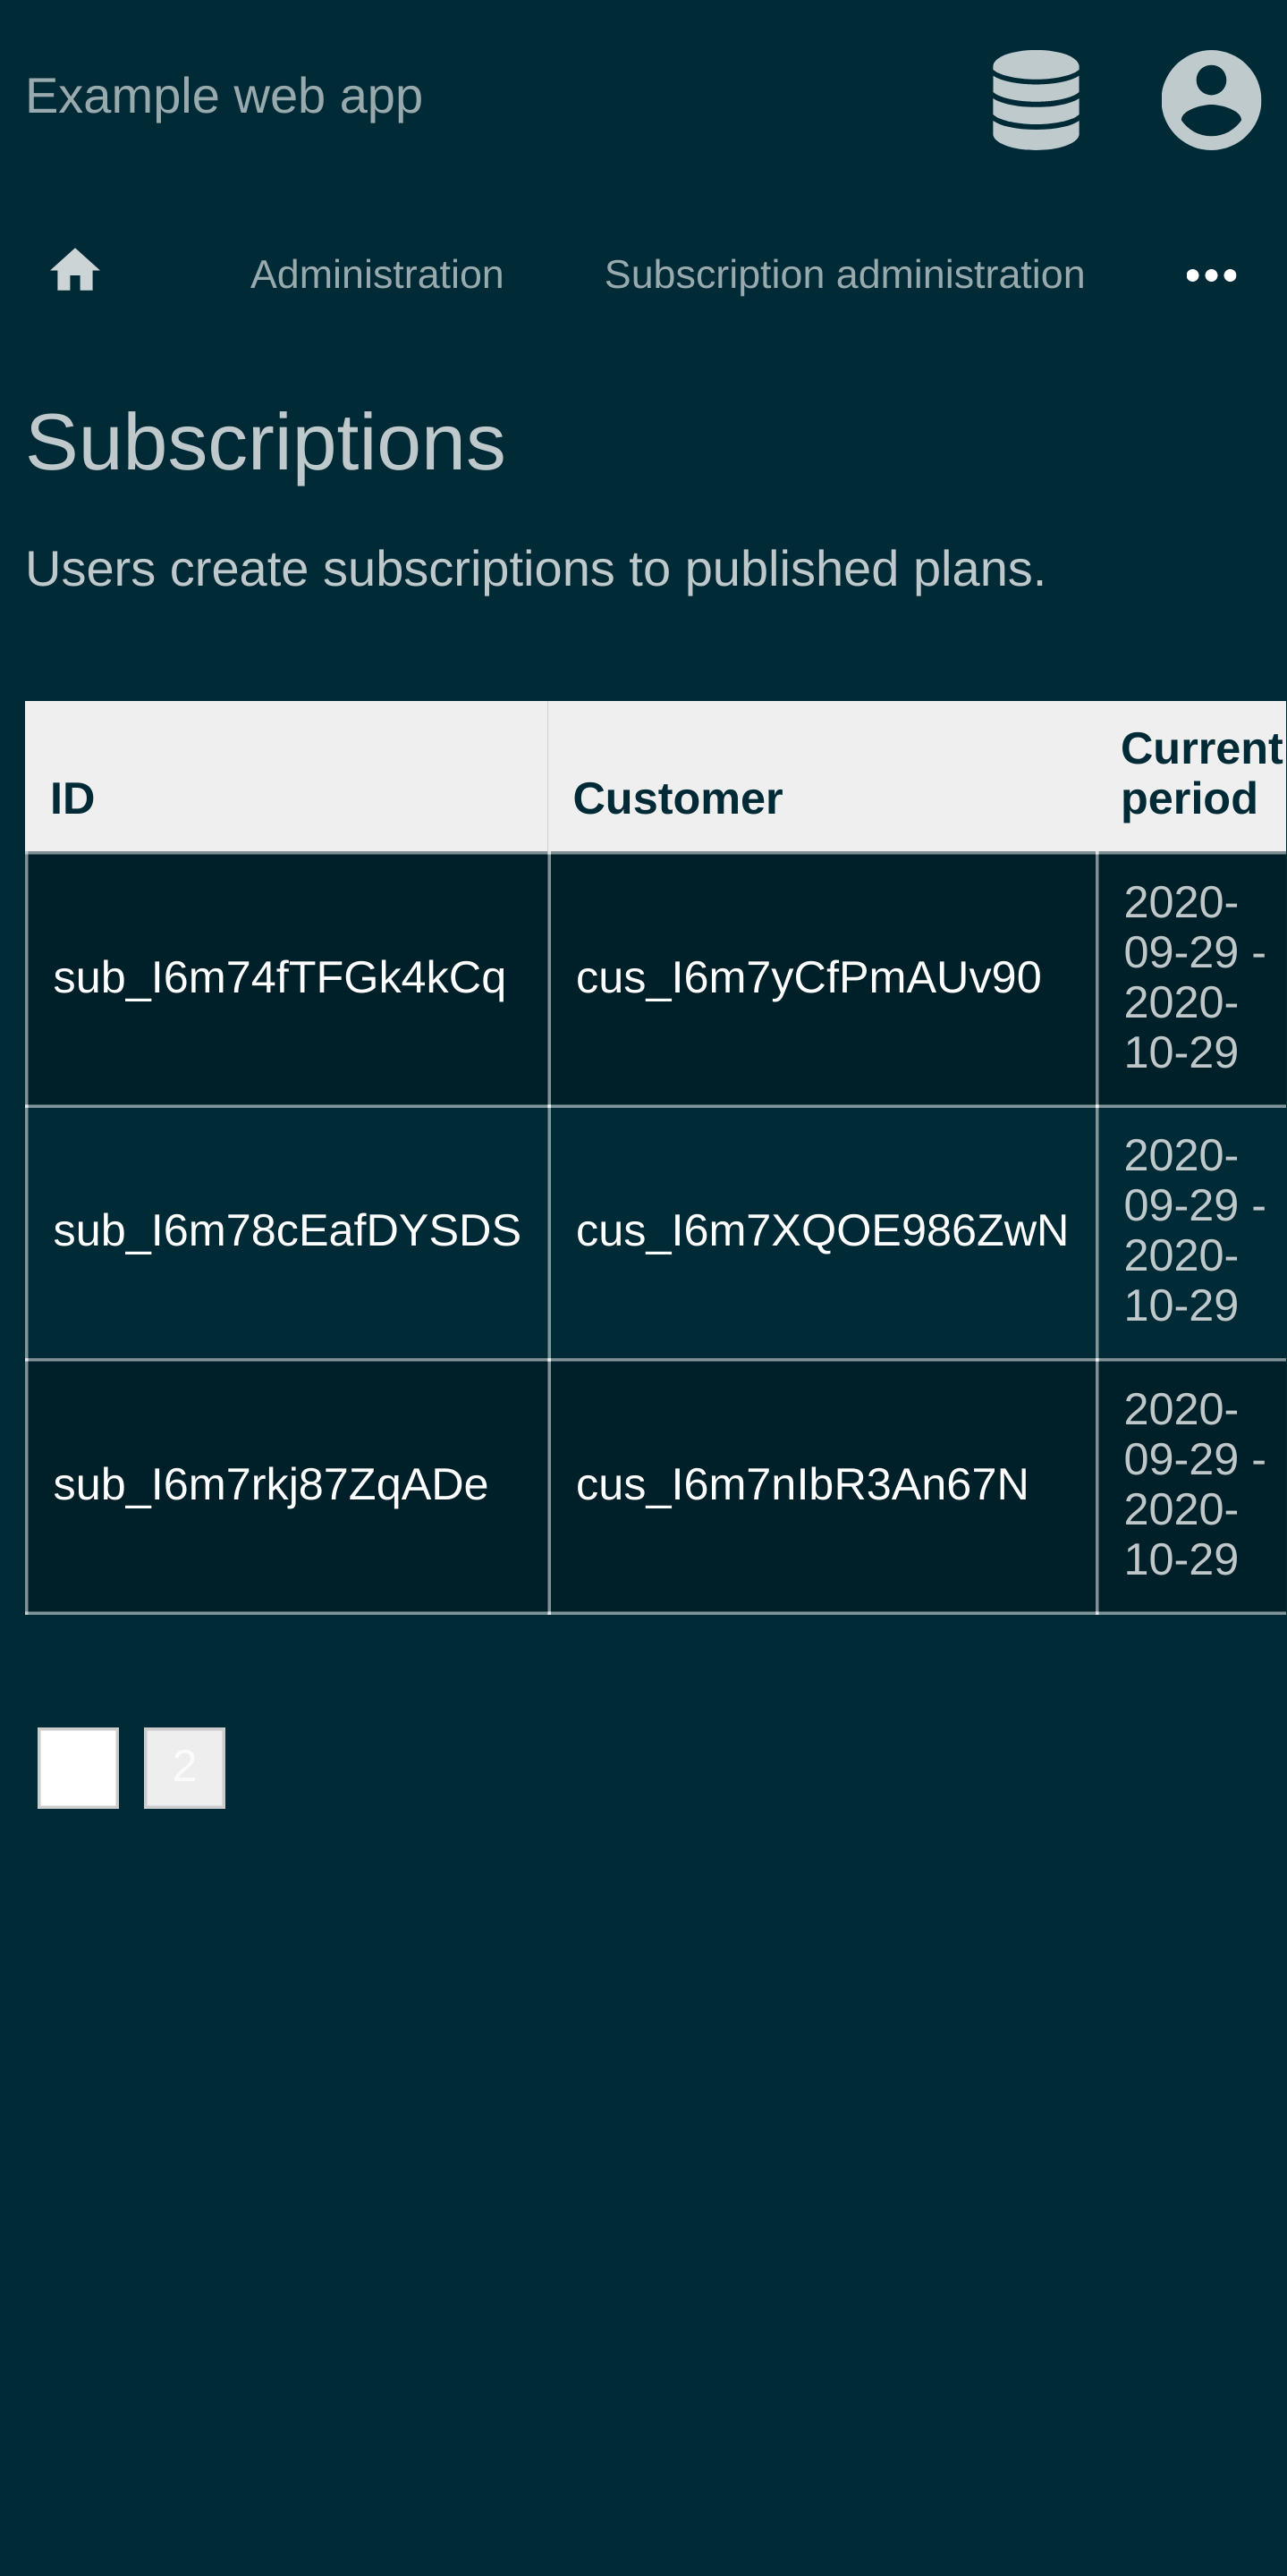 Example web app
Administration Subscription administration
Subscriptions
Users create subscriptions to published plans.
ID Customer Current period
sub_I6m74fTFGk4kCq cus_I6m7yCfPmAUv90 2020-
09-29 -
2020-
10-29
sub_I6m78cEafDYSDS cus_I6m7XQOE986ZwN 2020-
09-29 -
2020-
10-29
sub_I6m7rkj87ZqADe cus_I6m7nIbR3An67N 2020-
09-29 -
2020-
10-29
2